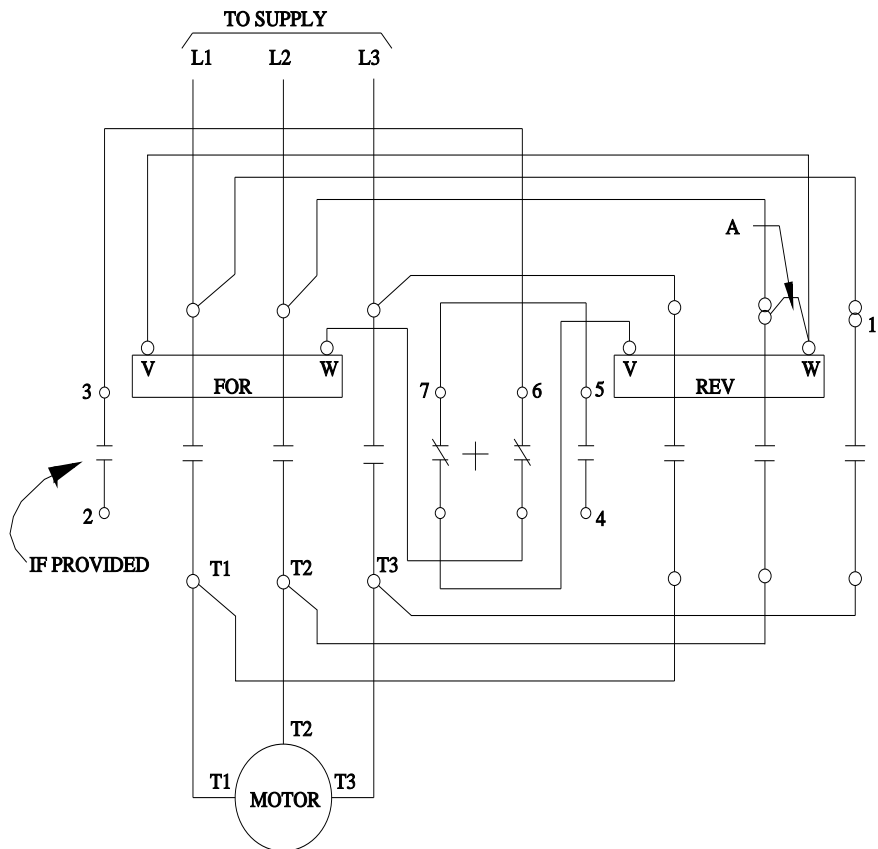 TO SUPPLY
L1 L2 L3
A
1
V W V W
FOR REV
3 7 6 5
2 4
IF PROVIDED
T1 T2 T3
T2
T1 T3
MOTOR